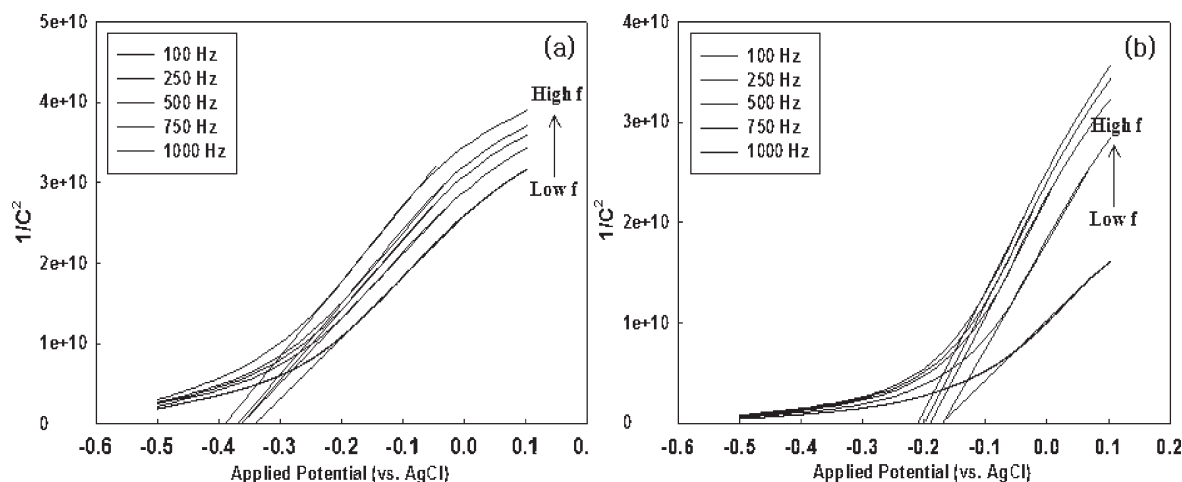 5e+10
(a)
100 Hz
250 Hz
500 Hz
750 Hz
1000 Hz
4e+10
High f
3e+10
Low f
1/C²
2e+10
1e+10
0
-0.6 -0.5 -0.4 -0.3 -0.2 -0.1 0.0 0.1 0.
Applied Potential (vs. AgCl)
4e+10
(b)
100 Hz
250 Hz
500 Hz
750 Hz
1000 Hz
3e+10
High f
1/C²
2e+10
Low f
1e+10
0
-0.6 -0.5 -0.4 -0.3 -0.2 -0.1 0.0 0.1 0.2
Applied Potential (vs. AgCl)